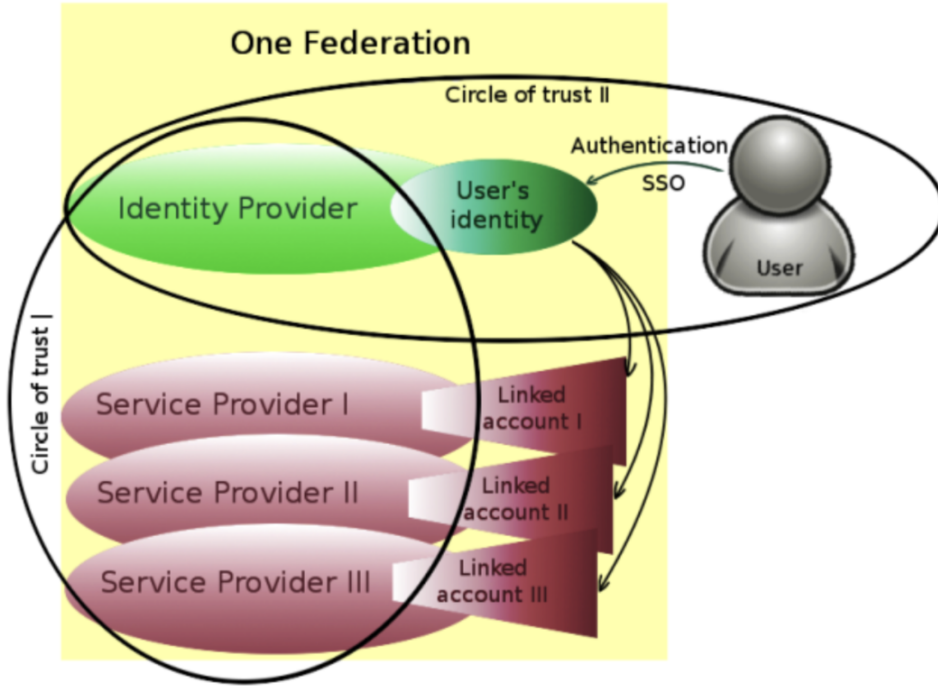 One Federation
Circle of trust II
Authentication
SSO
Identity Provider
User's
identity
User
Circle of trust I
Service Provider I
Linked
account I
Service Provider II
Linked
account II
Service Provider III
Linked
account III